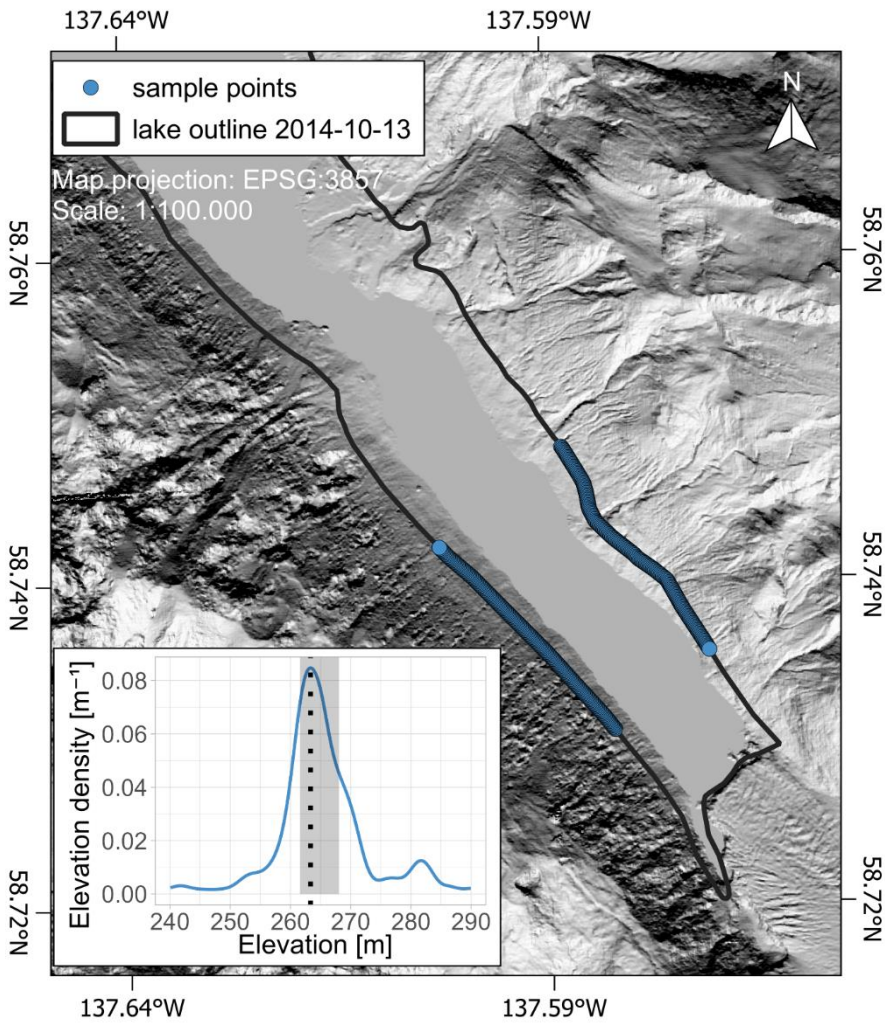 137.64°W 137.59°W
sample points
lake outline 2014-10-13
N
Map projection: EPSG:3857
Scale: 1:100.000
58.76°N 58.76°N
58.74°N 58.74°N
58.72°N 58.72°N
Elevation density [m⁻¹]
0.08
0.06
0.04
0.02
0.00
240 250 260 270 280 290
Elevation [m]
137.64°W 137.59°W